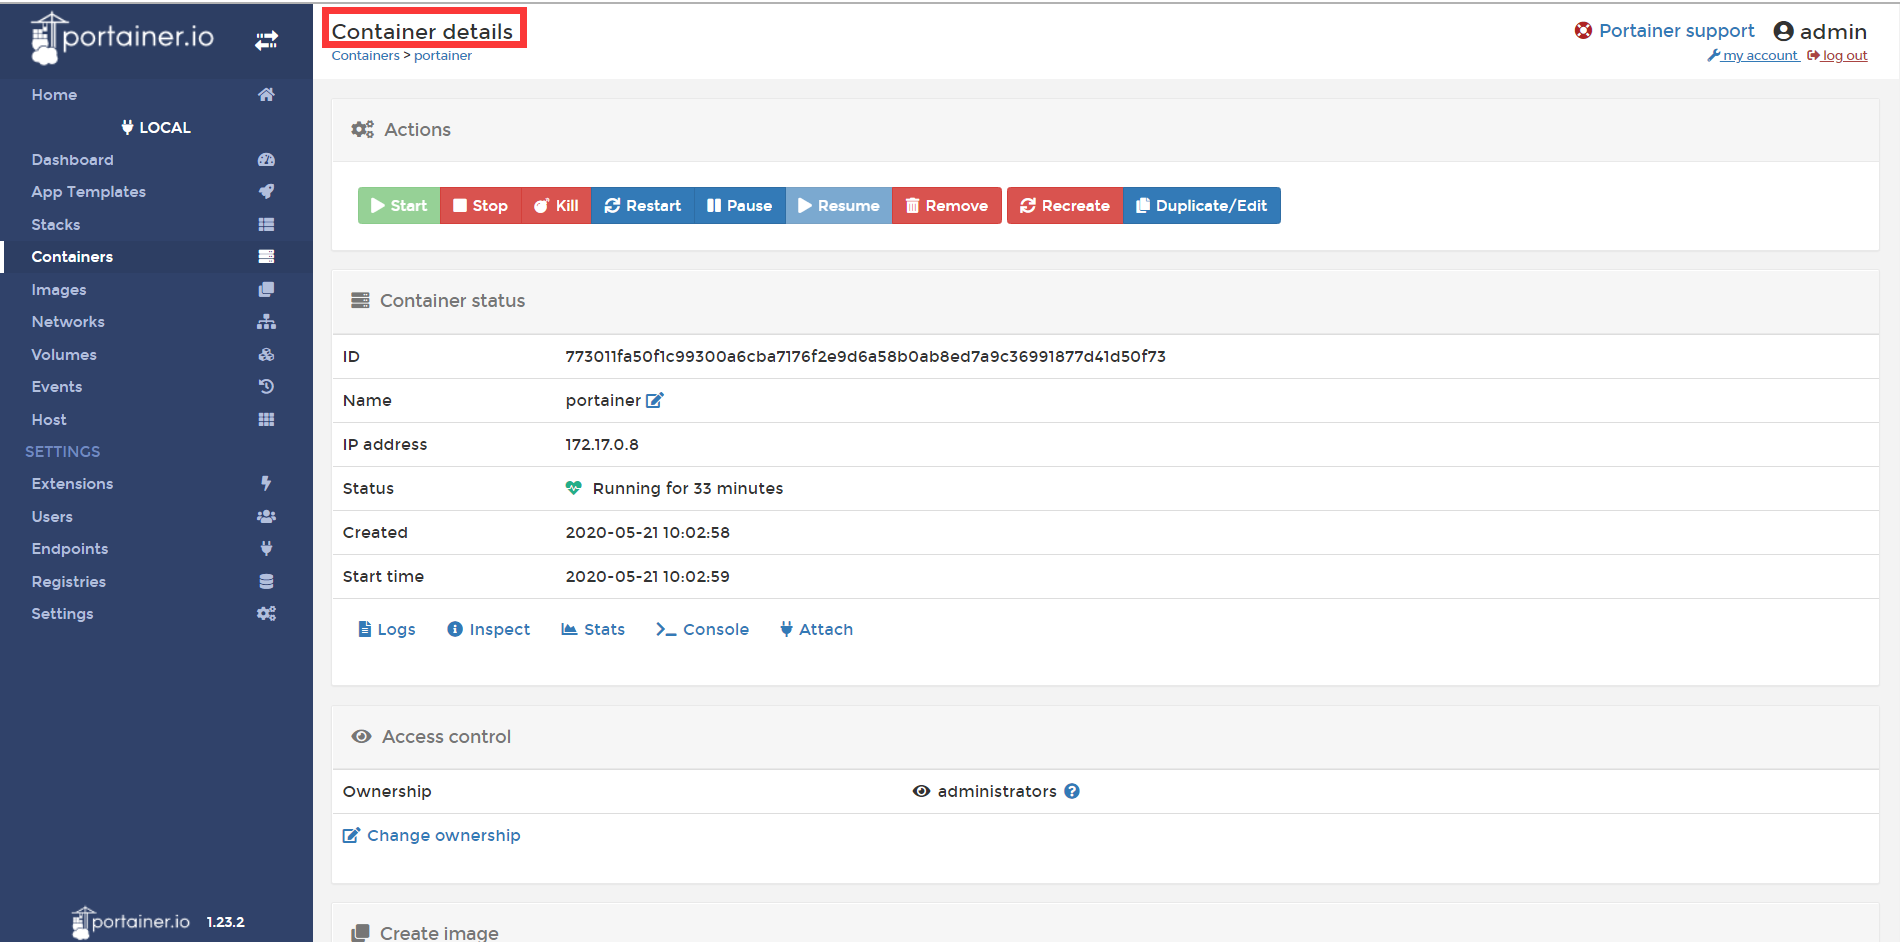 portainer.io
Container details
Containers > portainer
Portainer support
admin
my account
log out
Home
LOCAL
Dashboard
App Templates
Stacks
Containers
Images
Networks
Volumes
Events
Host
SETTINGS
Extensions
Users
Endpoints
Registries
Settings
portainer.io 1.23.2
Actions
Start Stop Kill Restart Pause Resume Remove Recreate Duplicate/Edit
Container status
ID 773011fa50f1c99300a6cba7176f2e9d6a58b0ab8ed7a9c36991877d41d50f73
Name portainer
IP address 172.17.0.8
Status Running for 33 minutes
Created 2020-05-21 10:02:58
Start time 2020-05-21 10:02:59
Logs Inspect Stats Console Attach
Access control
Ownership administrators
Change ownership
Create image